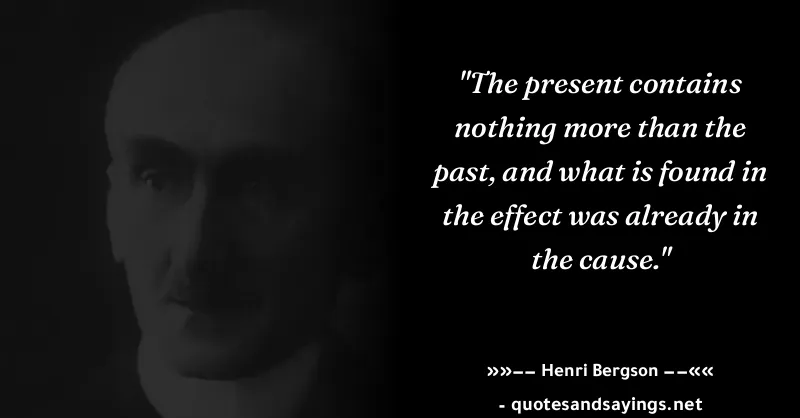 "The present contains
nothing more than the
past, and what is found in
the effect was already in
the cause."
»»–– Henri Bergson ––««
- quotesandsayings.net